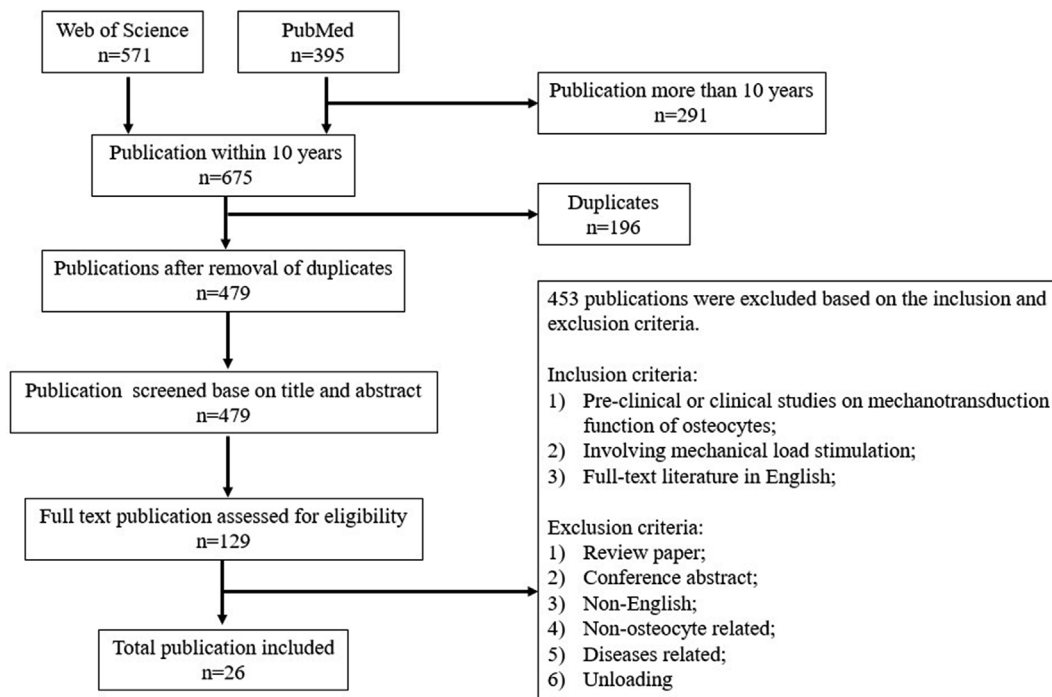 Web of Science
n=571
PubMed
n=395
Publication more than 10 years
n=291
Publication within 10 years
n=675
Duplicates
n=196
Publications after removal of duplicates
n=479
Publication screened base on title and abstract
n=479
Full text publication assessed for eligibility
n=129
453 publications were excluded based on the inclusion and
exclusion criteria.
Inclusion criteria:
1) Pre-clinical or clinical studies on mechanotransduction
function of osteocytes;
2) Involving mechanical load stimulation;
3) Full-text literature in English;
Exclusion criteria:
1) Review paper;
2) Conference abstract;
3) Non-English;
4) Non-osteocyte related;
5) Diseases related;
6) Unloading
Total publication included
n=26